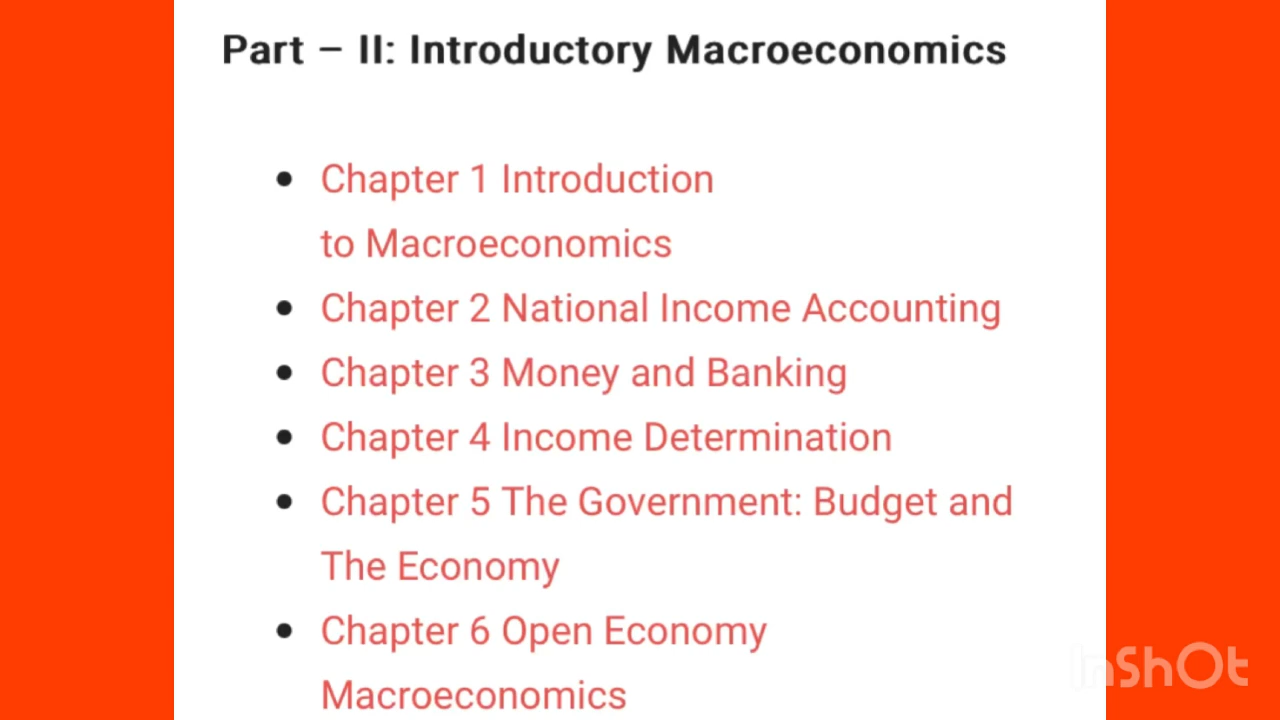 Part – II: Introductory Macroeconomics
Chapter 1 Introduction
to Macroeconomics
Chapter 2 National Income Accounting
Chapter 3 Money and Banking
Chapter 4 Income Determination
Chapter 5 The Government: Budget and
The Economy
Chapter 6 Open Economy
Macroeconomics
InShOt